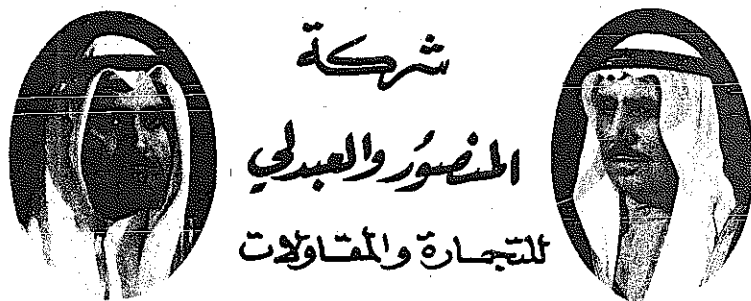 شركة
المنصور والعبدلي
للتجارة والمقاولات